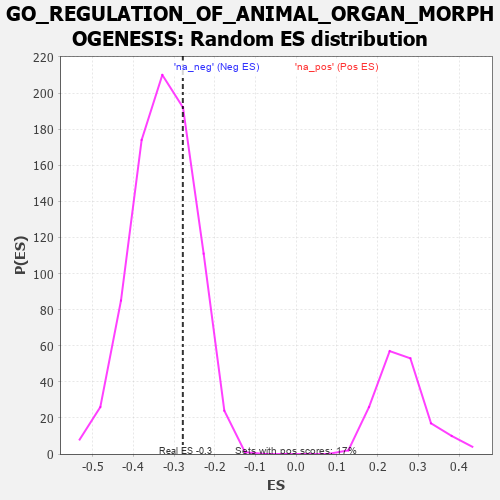 GO_REGULATION_OF_ANIMAL_ORGAN_MORPH
OGENESIS: Random ES distribution
'na_neg' (Neg ES)
'na_pos' (Pos ES)
220
200
180
160
140
120
100
80
60
40
20
0
P(ES)
Real ES -0.3
Sets with pos scores: 17%
-0.5
-0.4
-0.3
-0.2
-0.1
0.0
0.1
0.2
0.3
0.4
ES